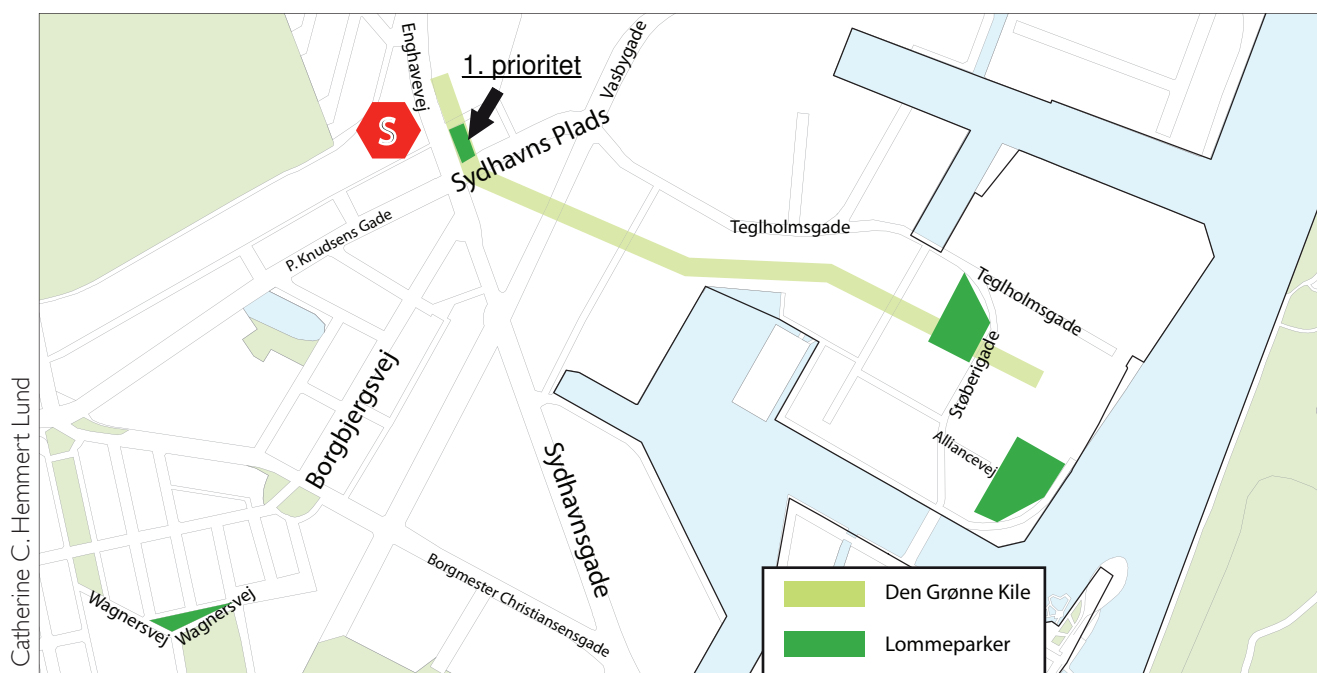 Enghavevej
1. prioritet
Vasbygade
S
Sydhavns Plads
P. Knudsens Gade
Teglholmsgade
Teglholmsgade
Støberigade
Borgbjergsvej
Alliancevej
Sydhavnsgade
Borgmester Christiansensgade
Wagnersvej
Wagnersvej
Den Grønne Kile
Lommeparker
Catherine C. Hemmert Lund